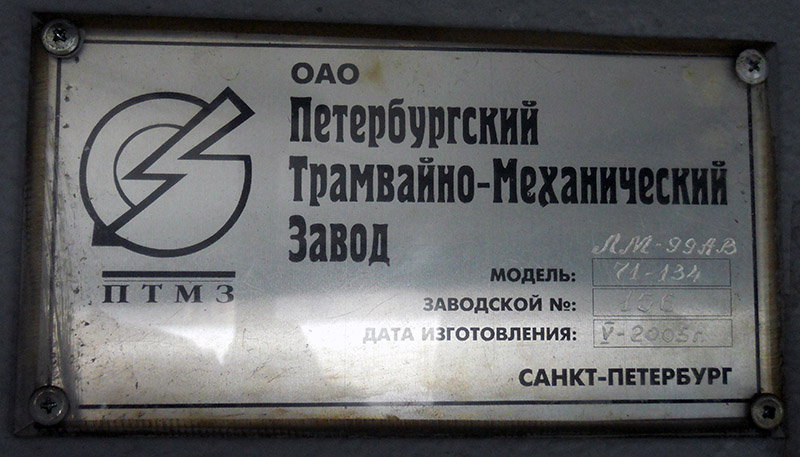 ОАО
Петербургский
Трамвайно-Механический
Завод
ПТМЗ
ЛМ-99АВ
МОДЕЛЬ: 71-134
ЗАВОДСКОЙ №:
ДАТА ИЗГОТОВЛЕНИЯ: V-2005г.
САНКТ-ПЕТЕРБУРГ